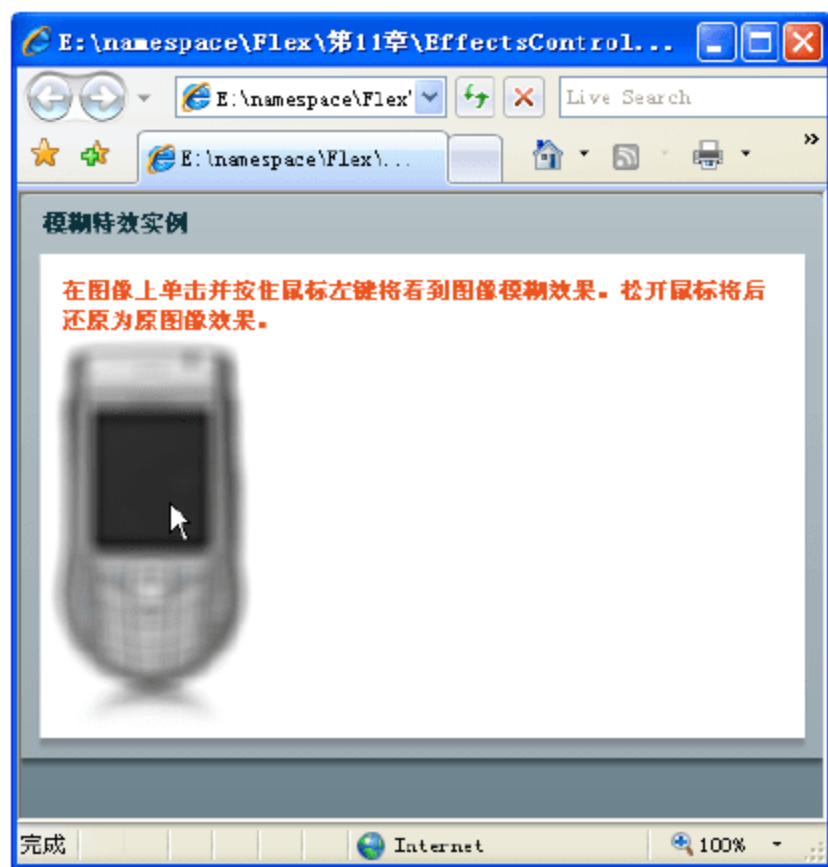 E:\namespace\Flex\第11章\EffectsControl...
E:\namespace\Flex'
Live Search
E:\namespace\Flex\...
»
模糊特效实例
在图像上单击并按住鼠标左键将看到图像模糊效果。松开鼠标将后
还原为原图像效果。
完成
Internet
100%